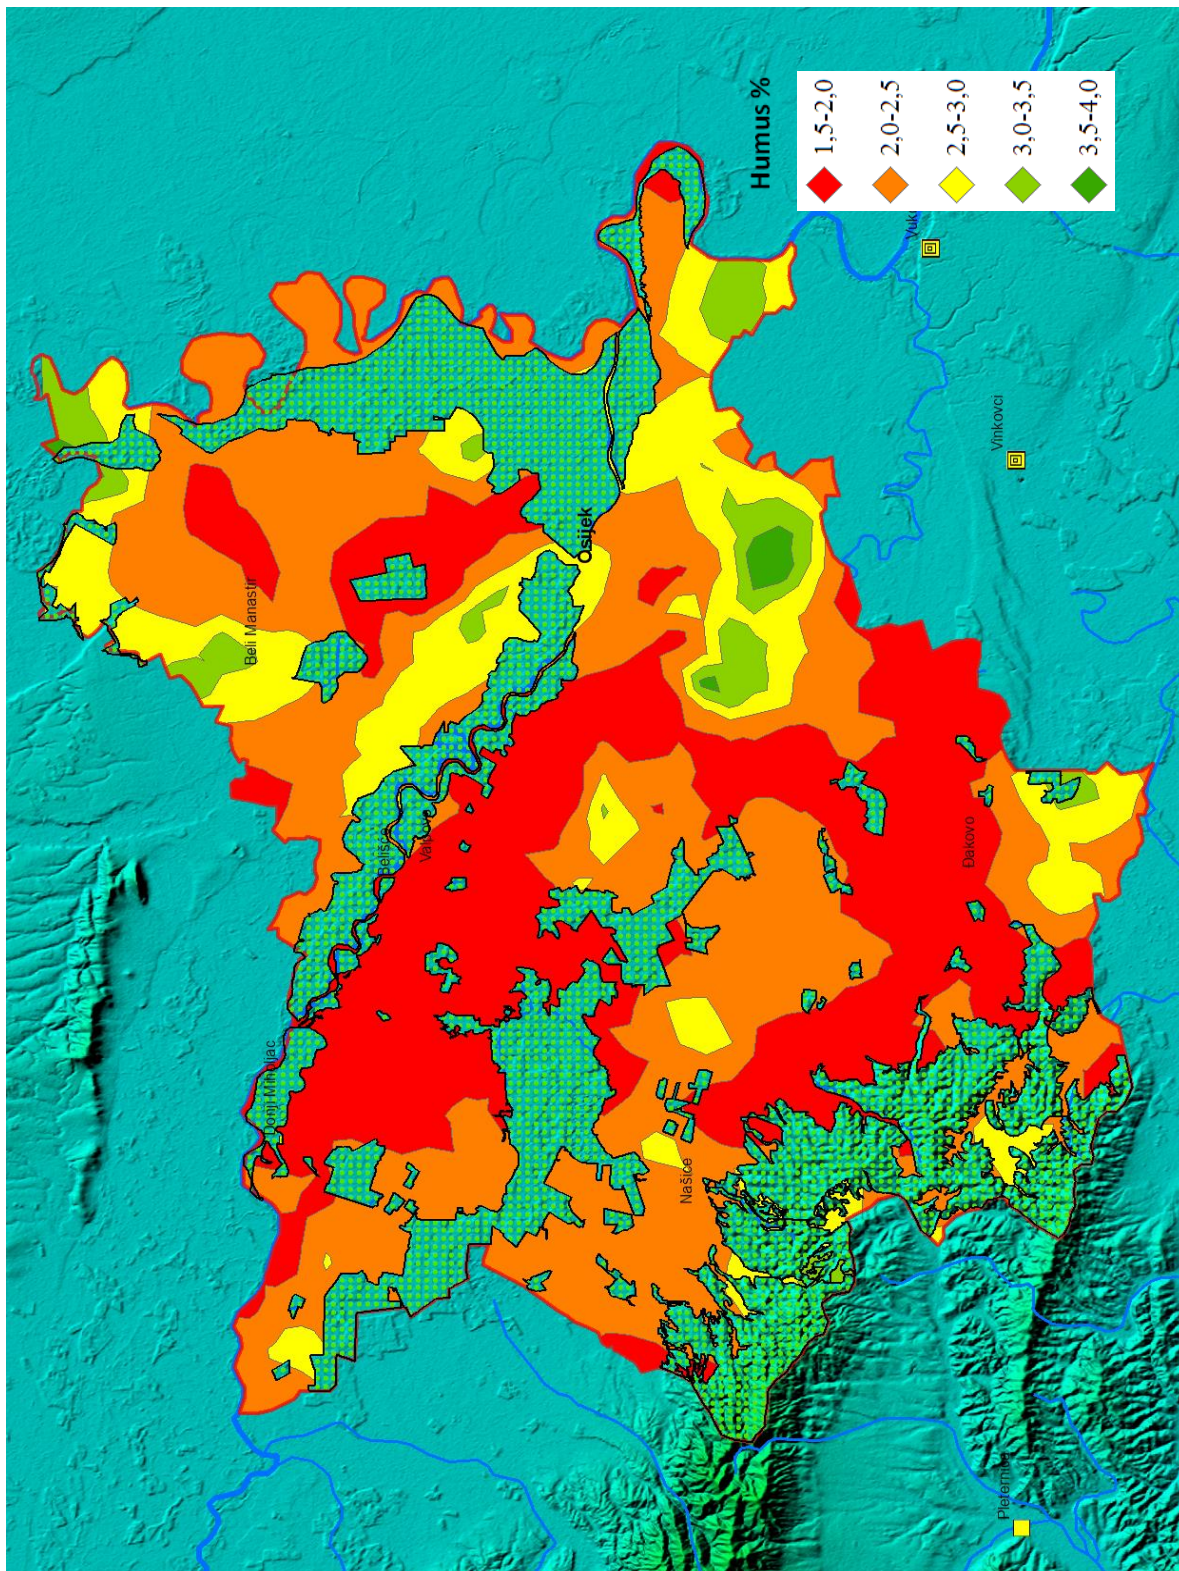 Beli Manastir
Donji Miholjac
Belišće
Valpovo
Osijek
Našice
Humus %
1,5-2,0
2,0-2,5
2,5-3,0
3,0-3,5
3,5-4,0
Đakovo
Vinkovci
Pleternica